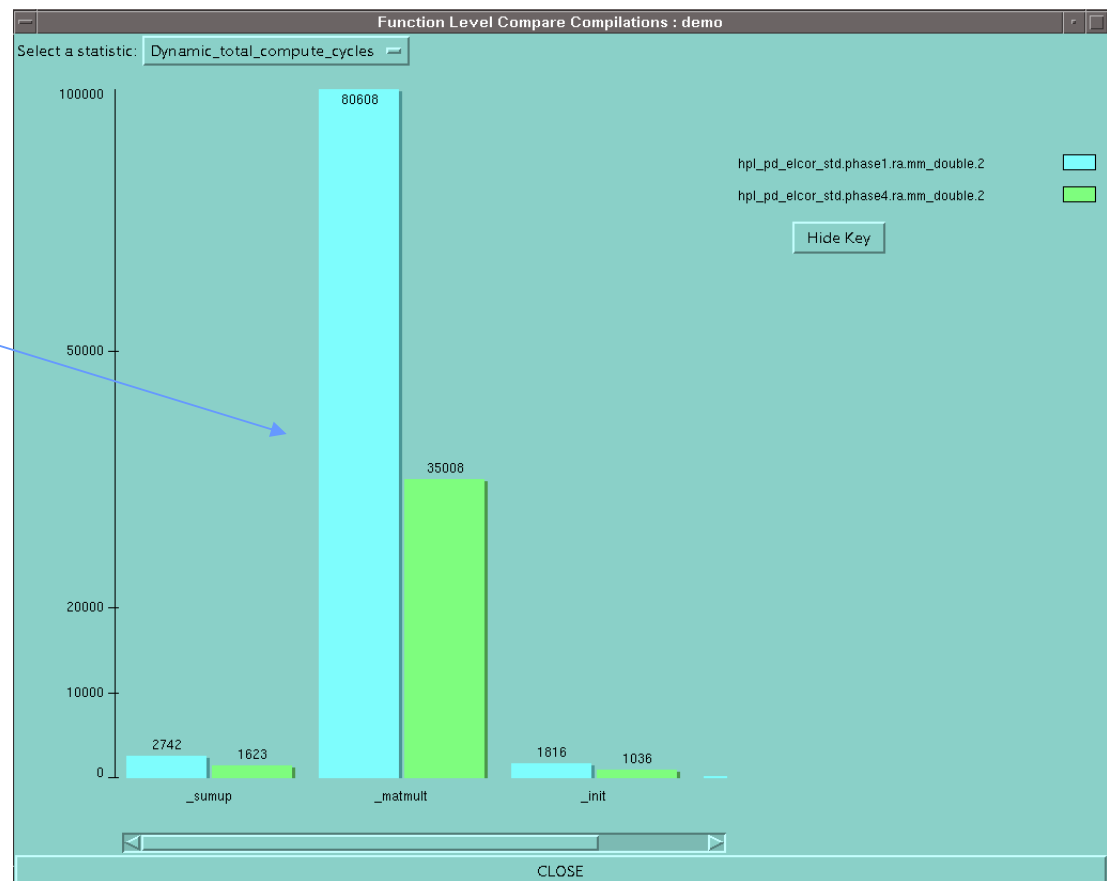 Function Level Compare Compilations : demo
Select a statistic: Dynamic_total_compute_cycles
100000
80608
hpl_pd_elcor_std.phase1.ra.mm_double.2
hpl_pd_elcor_std.phase4.ra.mm_double.2
Hide Key
50000
35008
20000
10000
2742
1623
1816
1036
0
_sumup
_matmult
_init
CLOSE